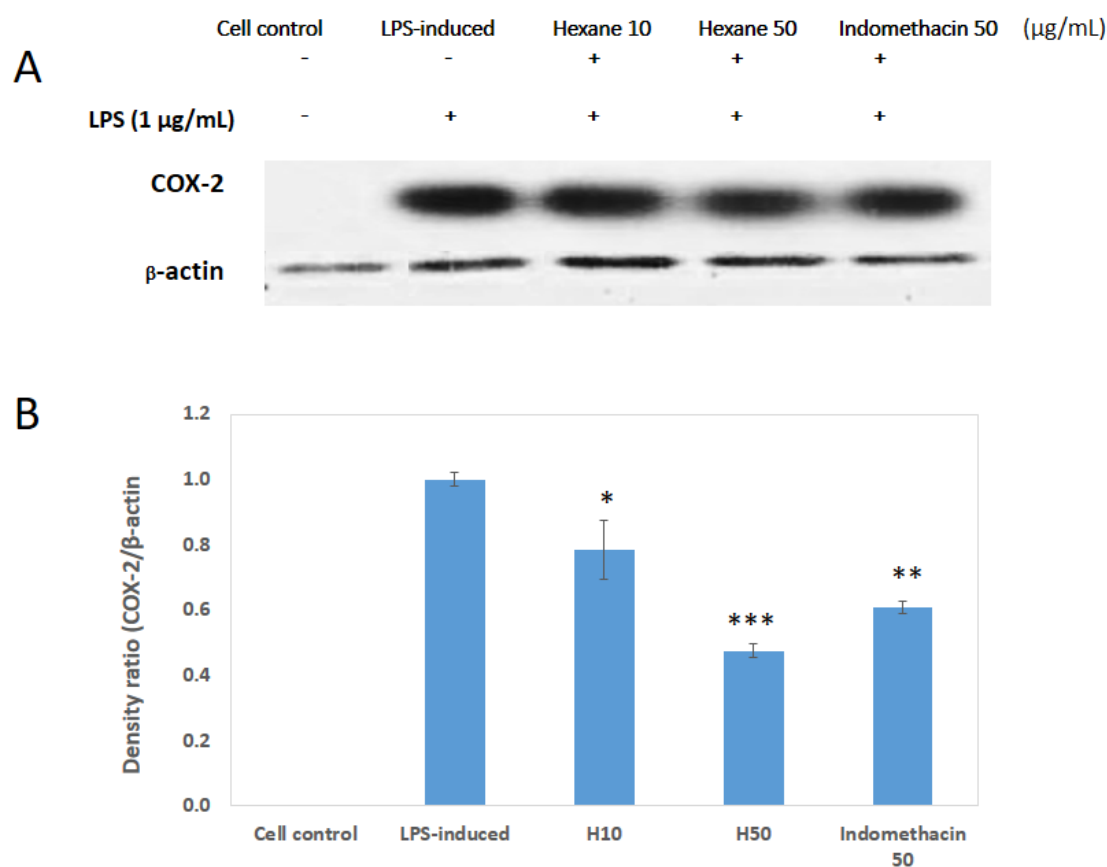 Cell control LPS-induced Hexane 10 Hexane 50 Indomethacin 50 (µg/mL)
A - - + + +
LPS (1 µg/mL) - + + + +
COX-2
β-actin
B
Density ratio (COX-2/β-actin
1.2
1.0
0.8
0.6
0.4
0.2
0.0
*
***
**
Cell control LPS-induced H10 H50 Indomethacin
50